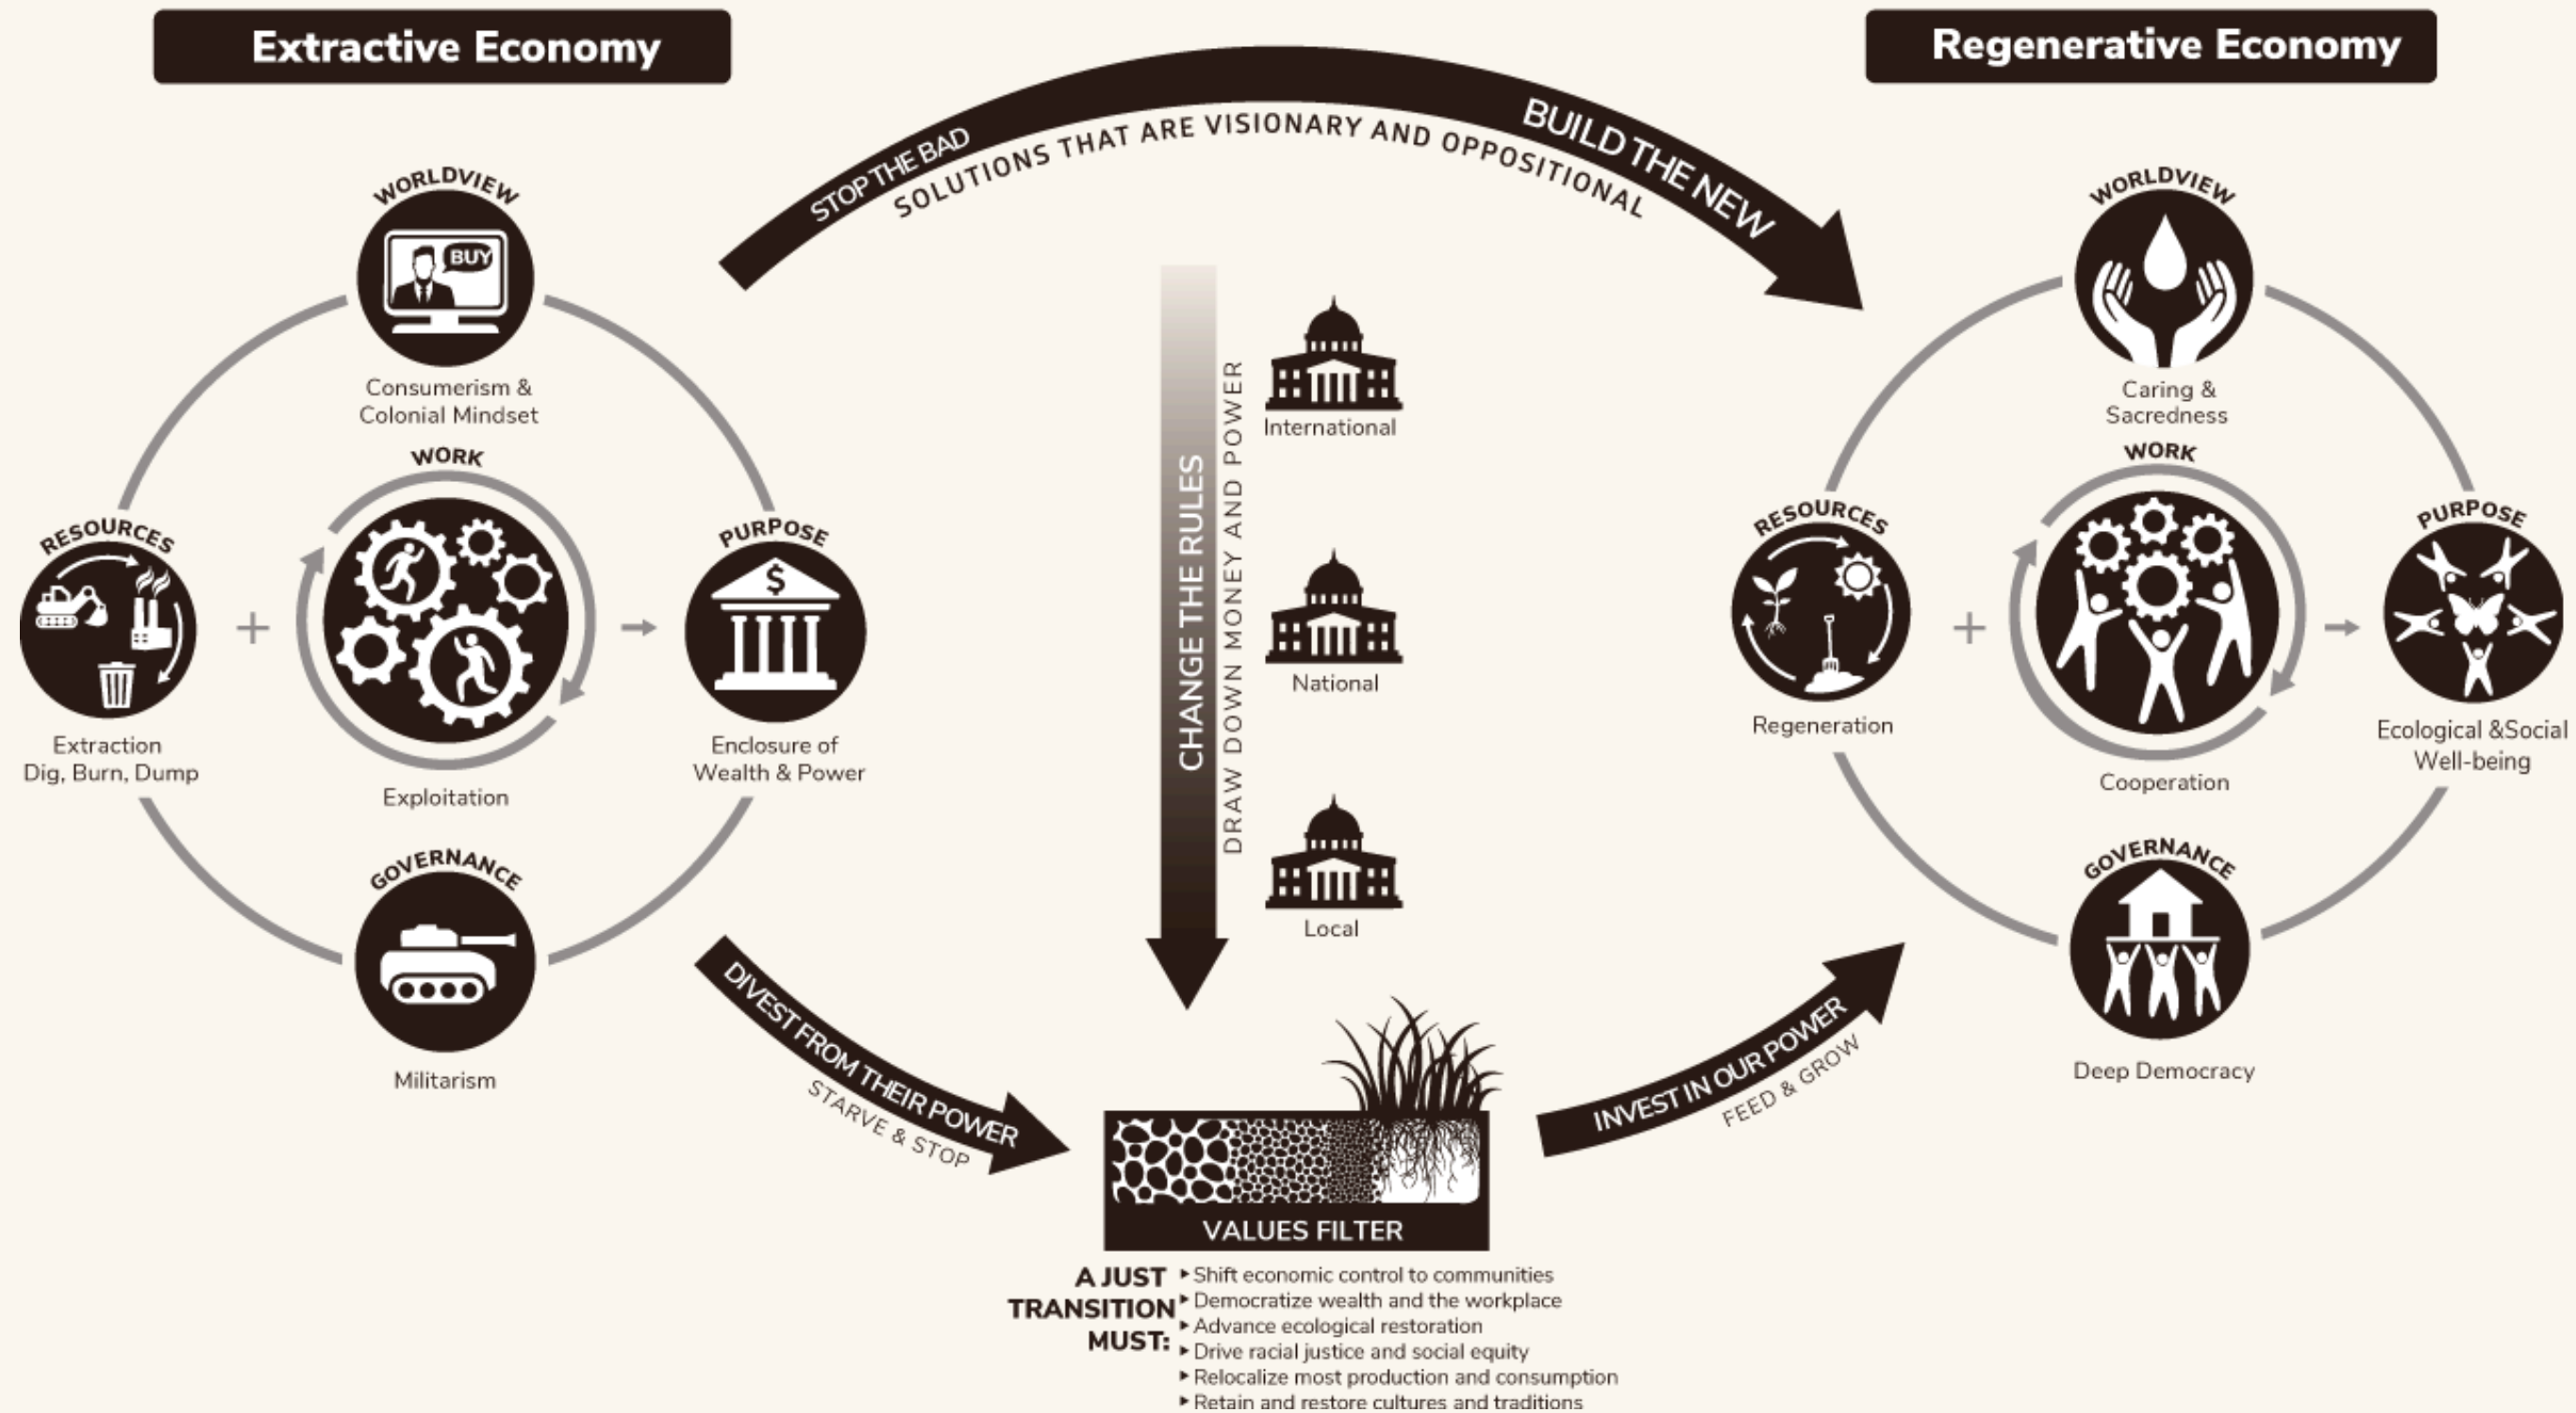 Extractive Economy
Regenerative Economy
STOP THE BAD
BUILD THE NEW
SOLUTIONS THAT ARE VISIONARY AND OPPOSITIONAL
WORLDVIEW
BUY
Consumerism &
Colonial Mindset
WORK
Exploitation
RESOURCES
Extraction
Dig, Burn, Dump
+
PURPOSE
$
Enclosure of
Wealth & Power
GOVERNANCE
Militarism
CHANGE THE RULES
DRAW DOWN MONEY AND POWER
International
National
Local
WORLDVIEW
Caring &
Sacredness
WORK
Cooperation
RESOURCES
Regeneration
+
PURPOSE
Ecological &Social
Well-being
GOVERNANCE
Deep Democracy
DIVEST FROM THEIR POWER
STARVE & STOP
INVEST IN OUR POWER
FEED & GROW
VALUES FILTER
A JUST
TRANSITION
MUST:
Shift economic control to communities
Democratize wealth and the workplace
Advance ecological restoration
Drive racial justice and social equity
Relocalize most production and consumption
Retain and restore cultures and traditions